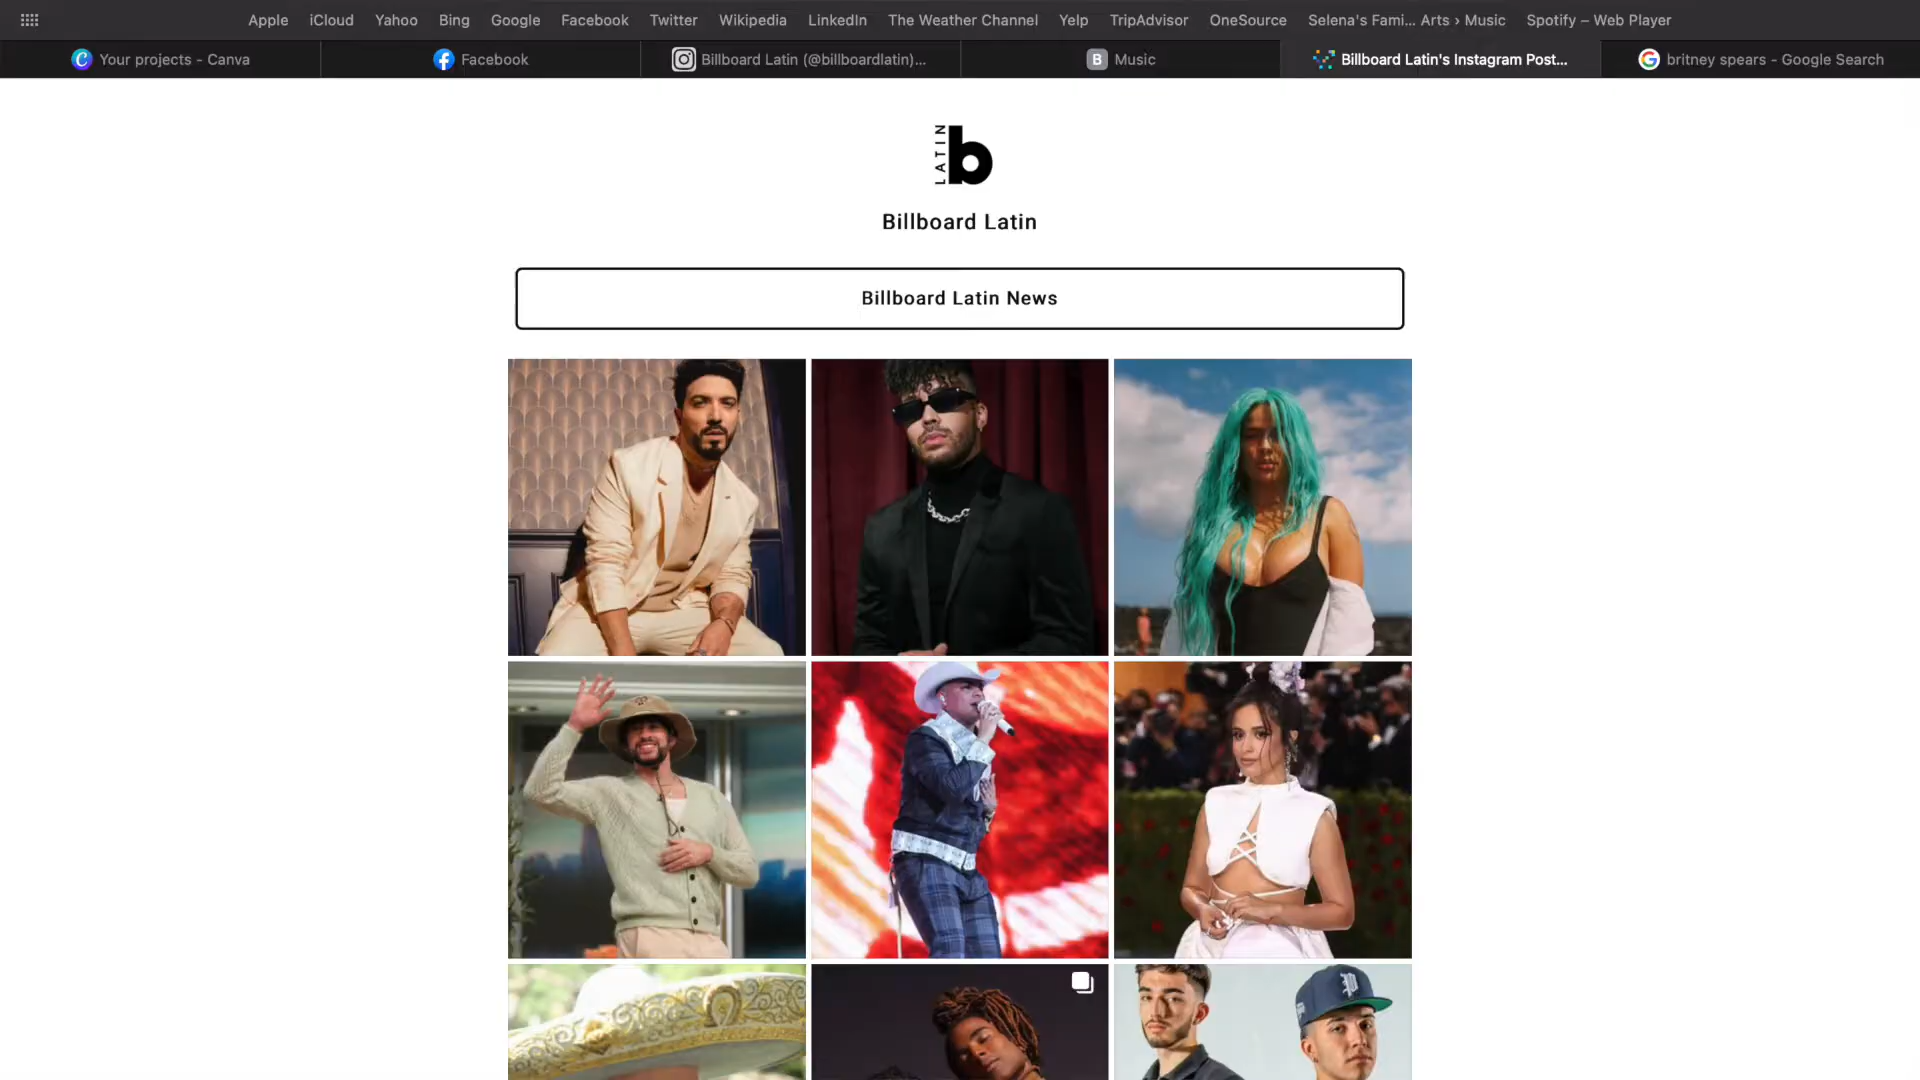 Apple iCloud Yahoo Bing Google Facebook Twitter Wikipedia LinkedIn The Weather Channel Yelp TripAdvisor OneSource Selena's Fami... Arts › Music Spotify – Web Player
Your projects - Canva Facebook Billboard Latin (@billboardlatin)... B Music Billboard Latin's Instagram Post... britney spears - Google Search
LATIN b
Billboard Latin
Billboard Latin News